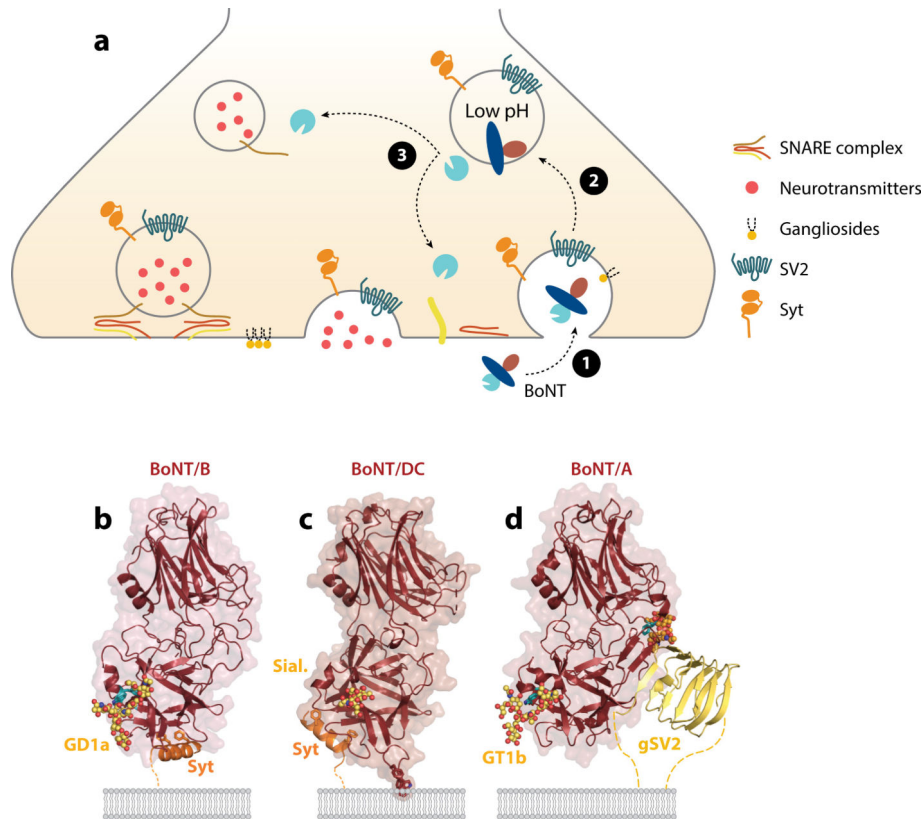 a
Low pH
3
2
1
BoNT
SNARE complex
Neurotransmitters
Gangliosides
SV2
Syt
BoNT/B
BoNT/DC
BoNT/A
b
c
d
Sial.
GD1a
Syt
Syt
GT1b
gSV2